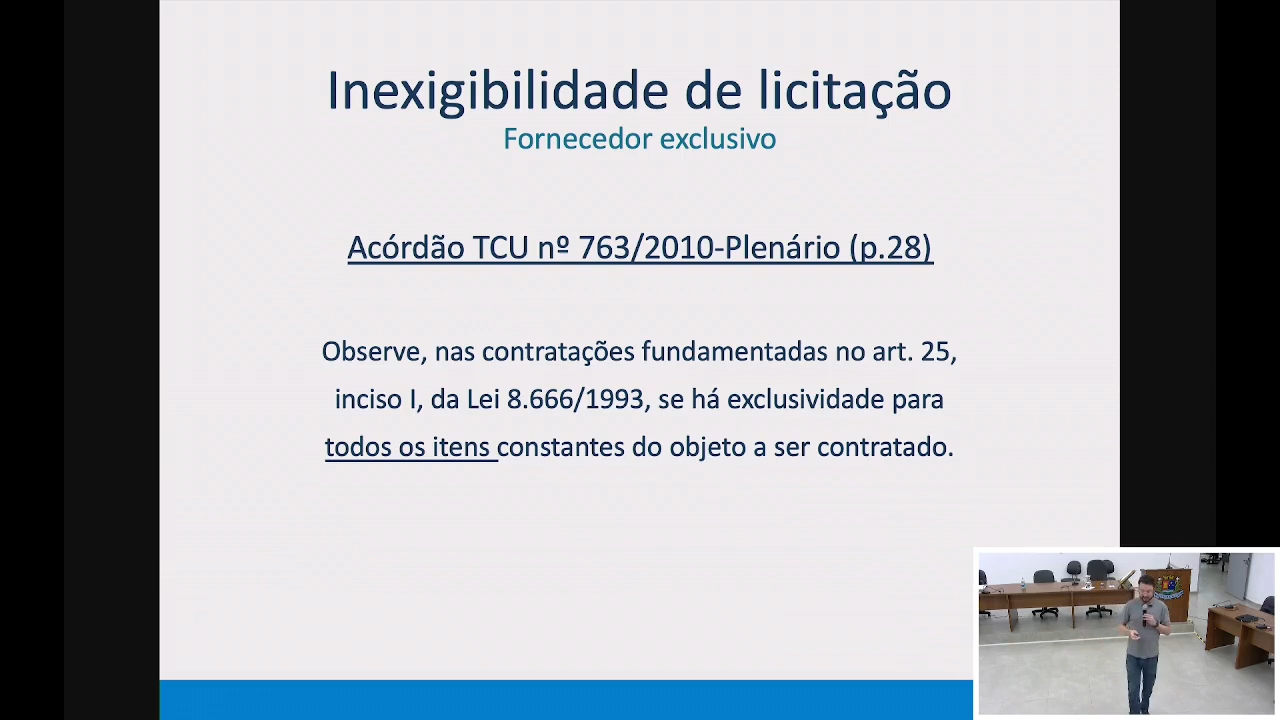 Inexigibilidade de licitação
Fornecedor exclusivo
Acórdão TCU nº 763/2010-Plenário (p.28)
Observe, nas contratações fundamentadas no art. 25,
inciso I, da Lei 8.666/1993, se há exclusividade para
todos os itens constantes do objeto a ser contratado.